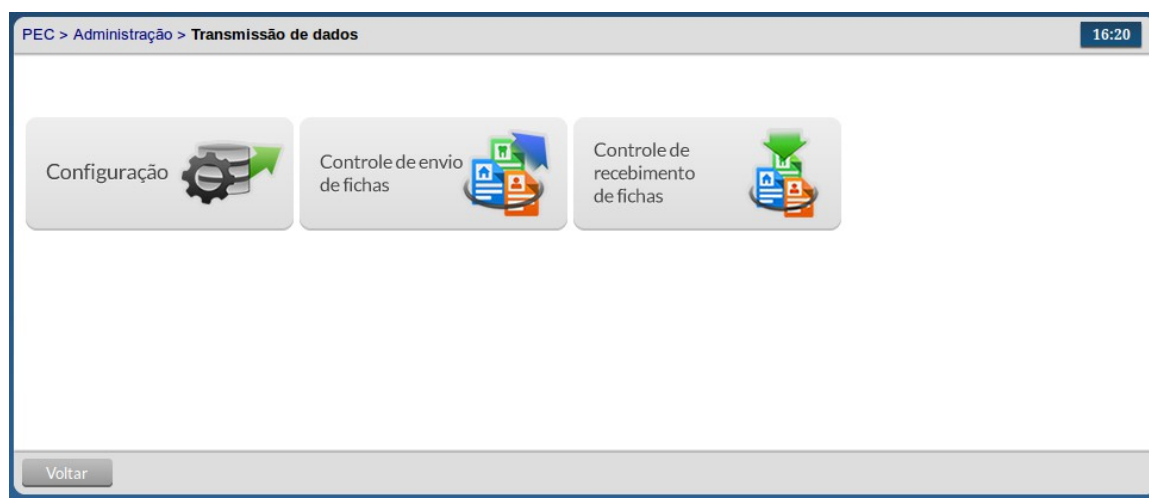 PEC > Administração > Transmissão de dados
16:20
Configuração
Controle de envio
de fichas
Controle de
recebimento
de fichas
Voltar